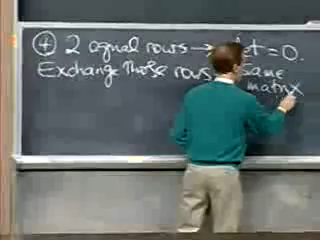 ④ 2 equal rows → det = 0.
Exchange those rows same
matrix